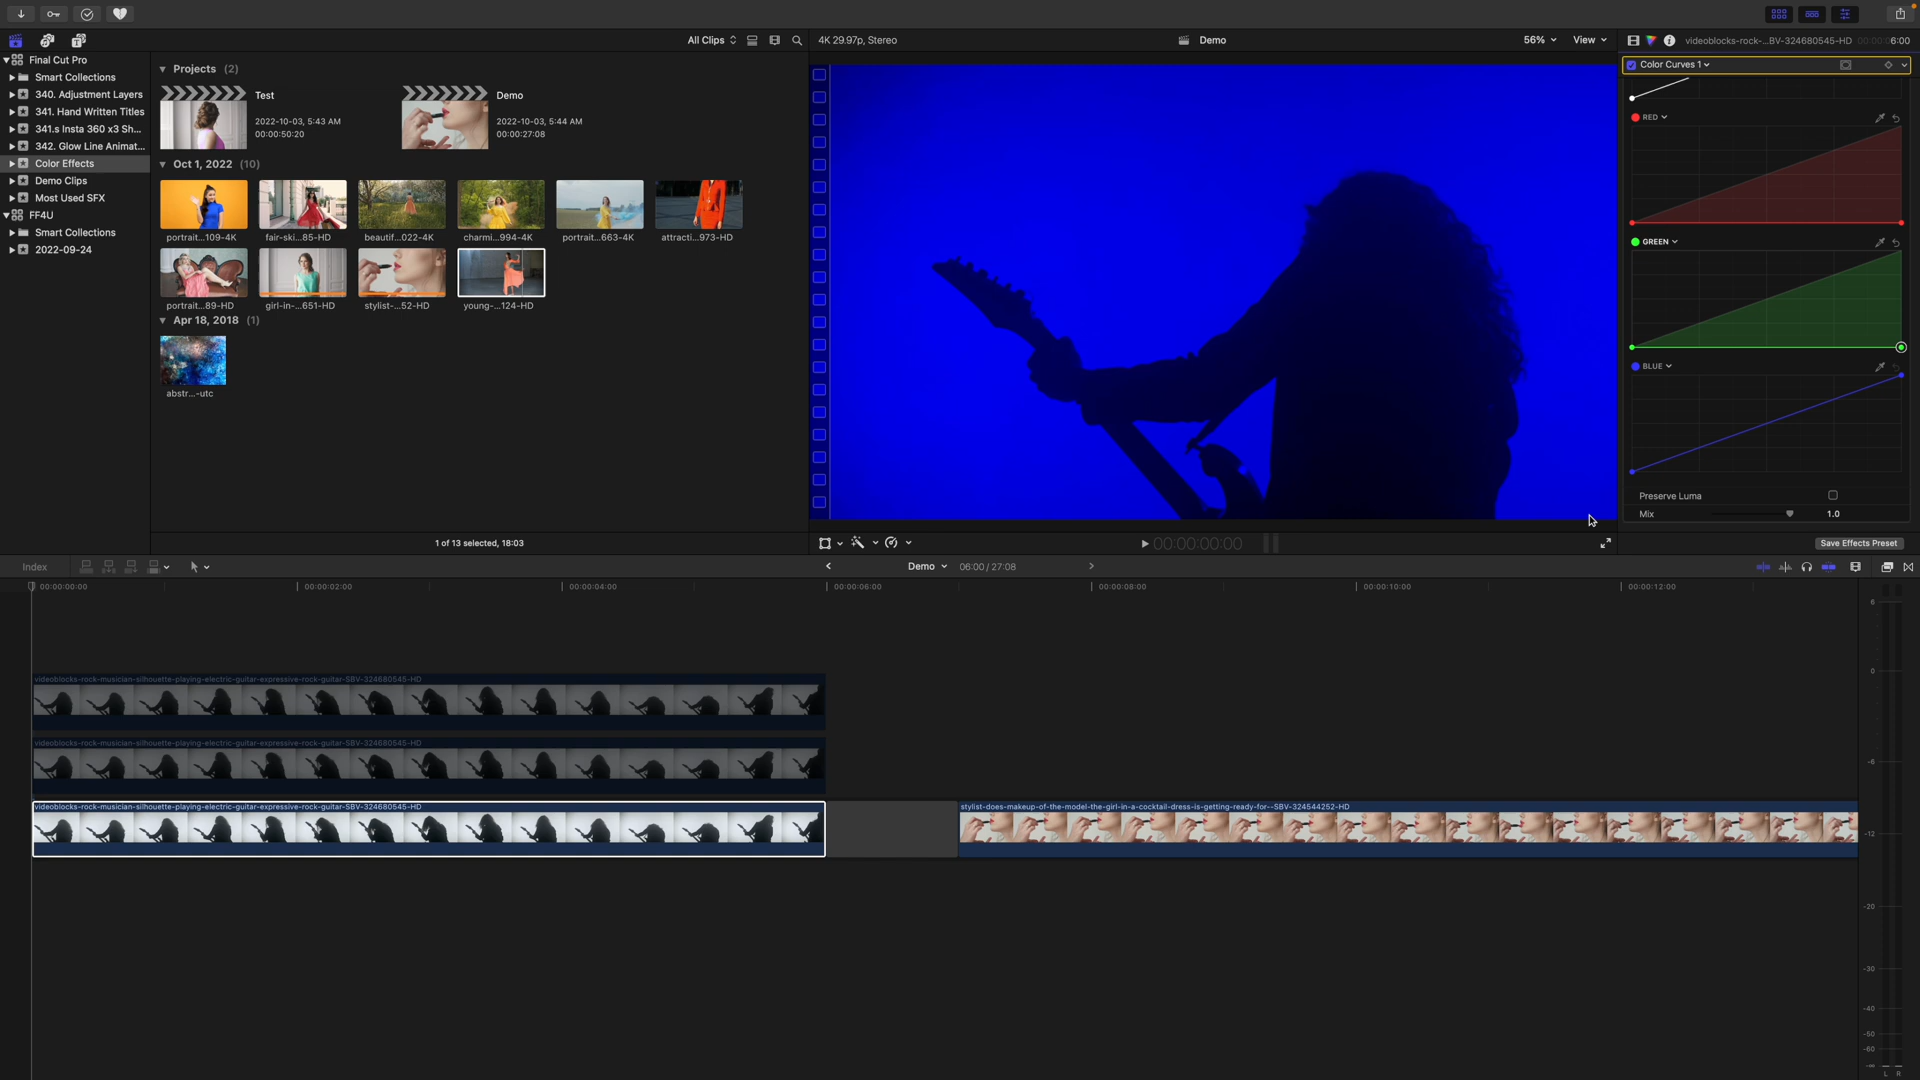 All Clips
4K 29.97p, Stereo
Demo
56%
View
videoblocks-rock-...BV-324680545-HD
6:00
Final Cut Pro
Smart Collections
340. Adjustment Layers
341. Hand Written Titles
341.s Insta 360 x3 Sh...
342. Glow Line Animat...
Color Effects
Demo Clips
Most Used SFX
FF4U
Smart Collections
2022-09-24
Projects (2)
Test
2022-10-03, 5:43 AM
00:00:50:20
Demo
2022-10-03, 5:44 AM
00:00:27:08
Oct 1, 2022 (10)
portrait...109-4K
fair-ski...85-HD
beautif...022-4K
charmi...994-4K
portrait...663-4K
attracti...973-HD
portrait...89-HD
girl-in-...651-HD
stylist-...52-HD
young-...124-HD
Apr 18, 2018 (1)
abstr...-utc
1 of 13 selected, 18:03
00:00:00:00
Color Curves 1
RED
GREEN
BLUE
Preserve Luma
Mix
1.0
Save Effects Preset
Index
Demo
06:00 / 27:08
00:00:00:00
00:00:02:00
00:00:04:00
00:00:06:00
00:00:08:00
00:00:10:00
00:00:12:00
videoblocks-rock-musician-silhouette-playing-electric-guitar-expressive-rock-guitar-SBV-324680545-HD
videoblocks-rock-musician-silhouette-playing-electric-guitar-expressive-rock-guitar-SBV-324680545-HD
videoblocks-rock-musician-silhouette-playing-electric-guitar-expressive-rock-guitar-SBV-324680545-HD
stylist-does-makeup-of-the-model-the-girl-in-a-cocktail-dress-is-getting-ready-for--SBV-324544252-HD
6
0
-6
-12
-20
-30
-40
-50
-60
-∞
L
R